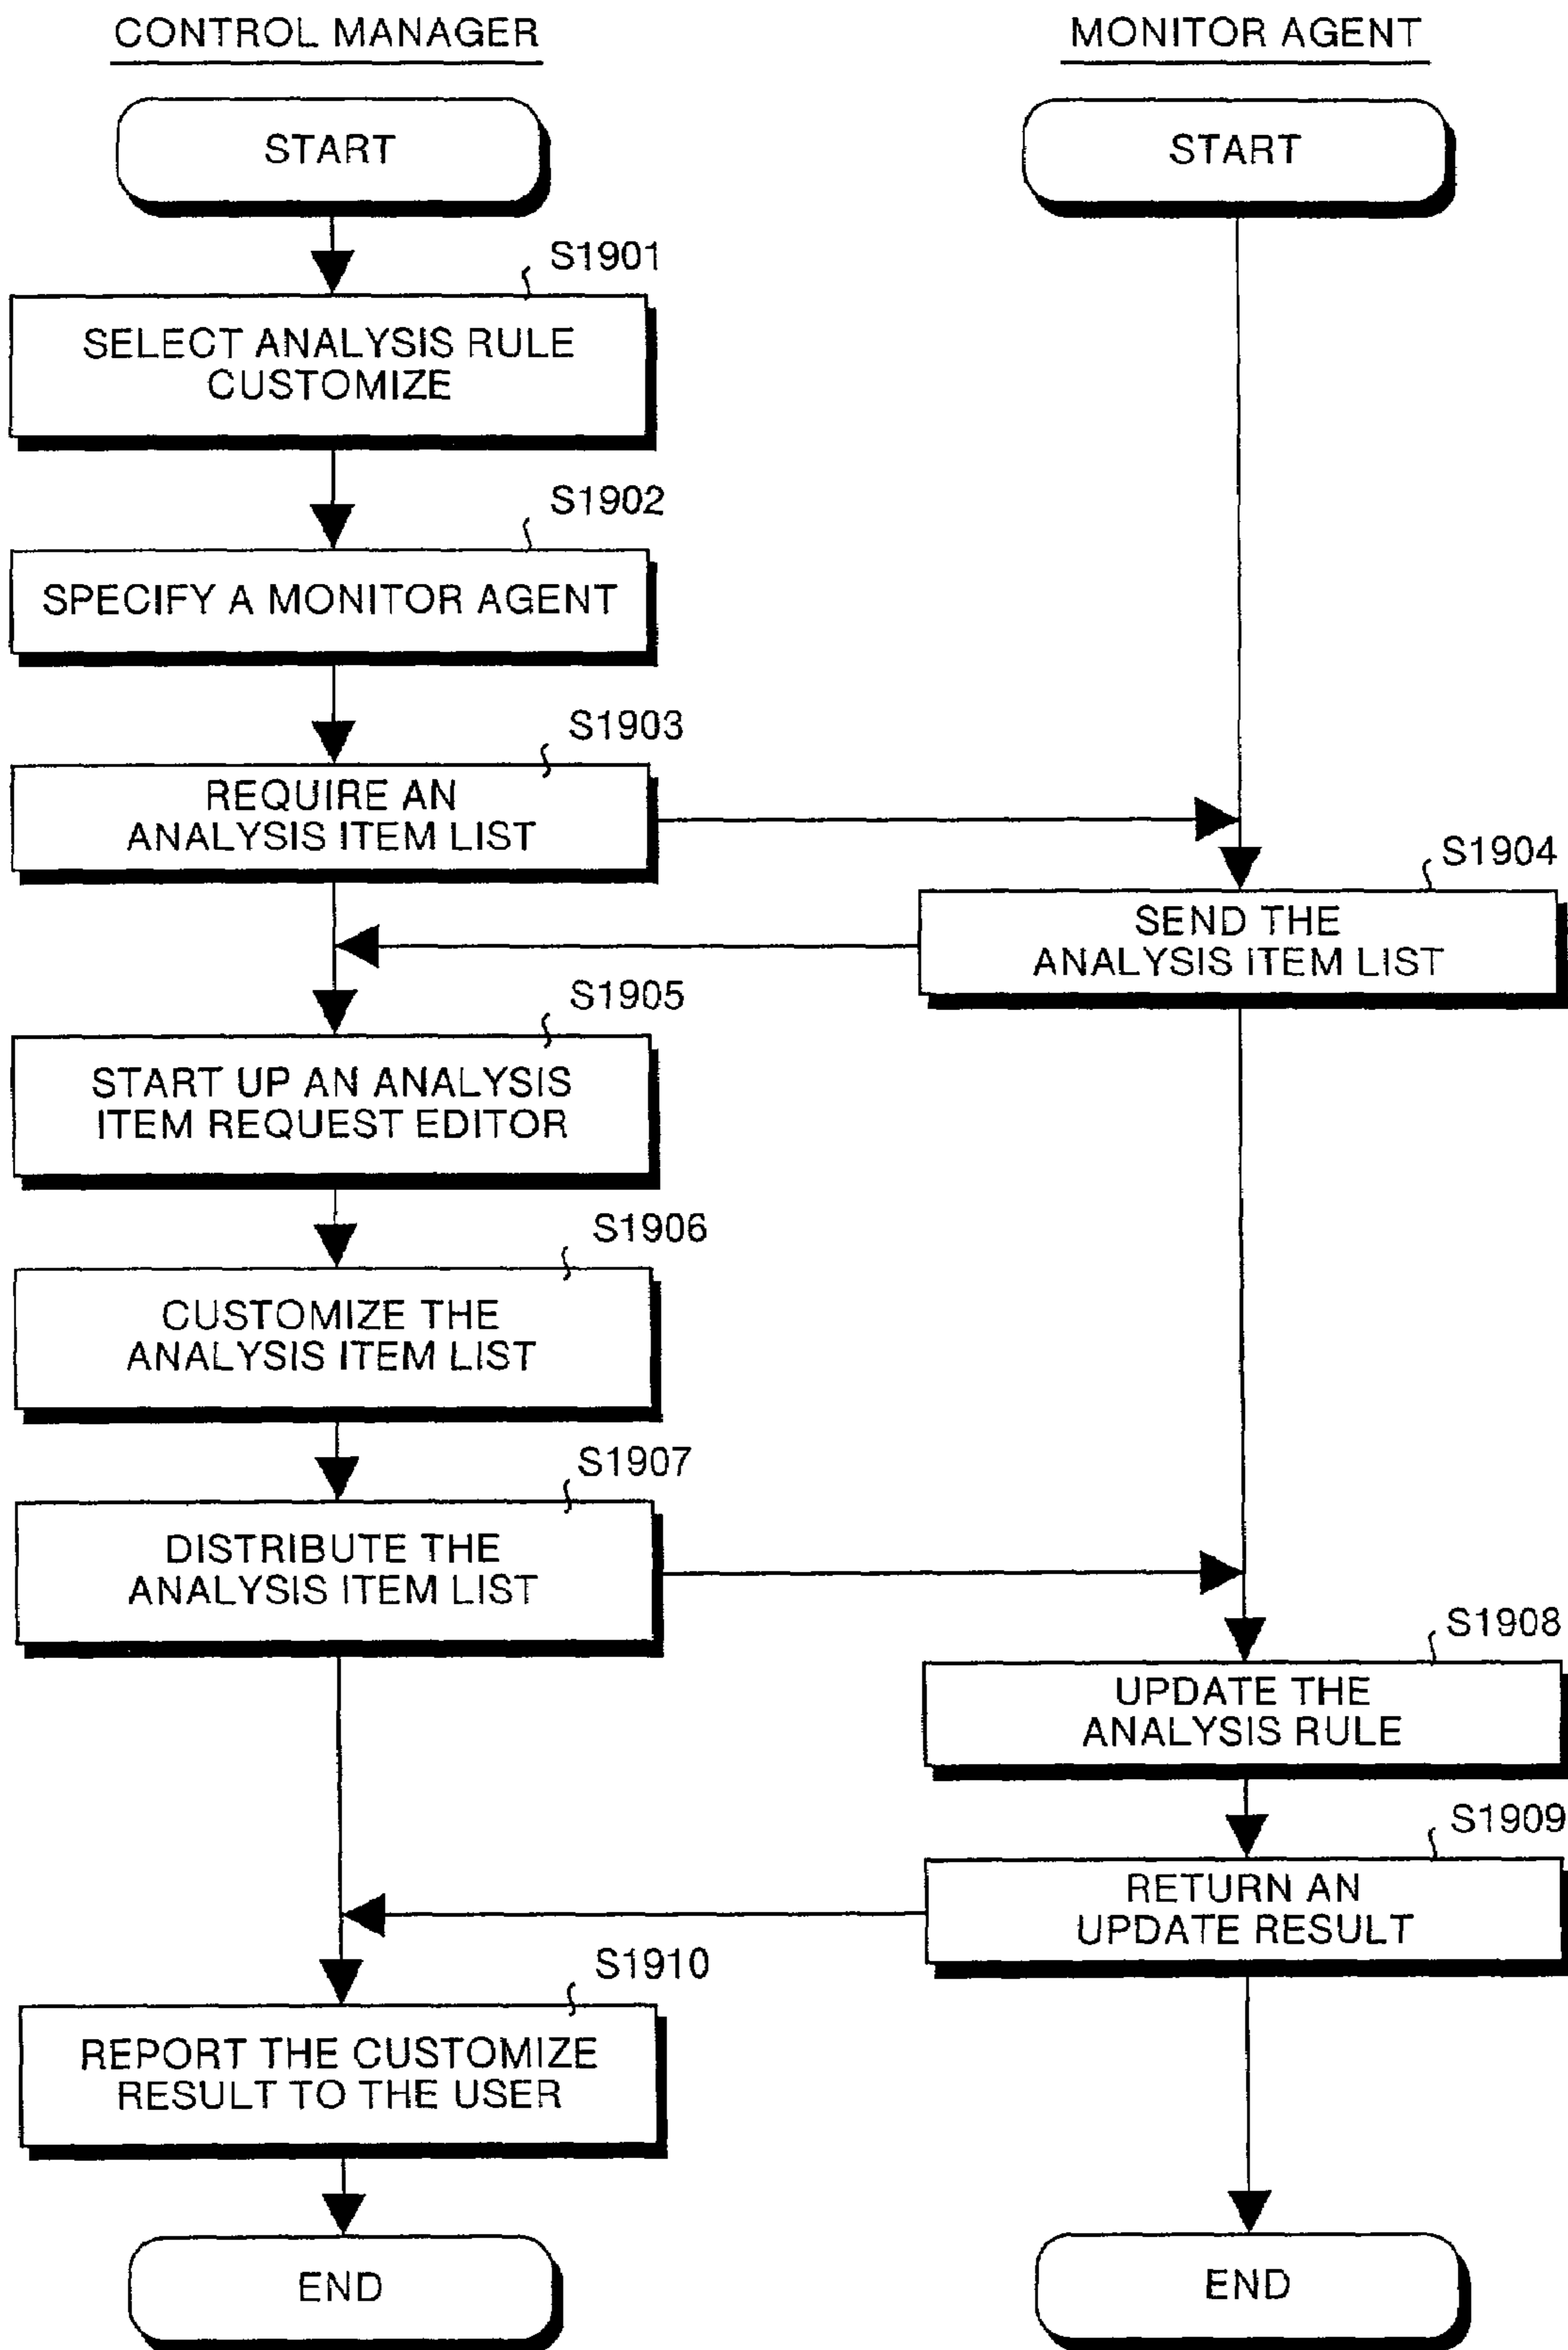 CONTROL MANAGER
MONITOR AGENT
START
START
S1901
SELECT ANALYSIS RULE
CUSTOMIZE
S1902
SPECIFY A MONITOR AGENT
S1903
REQUIRE AN
ANALYSIS ITEM LIST
S1904
SEND THE
ANALYSIS ITEM LIST
S1905
START UP AN ANALYSIS
ITEM REQUEST EDITOR
S1906
CUSTOMIZE THE
ANALYSIS ITEM LIST
S1907
DISTRIBUTE THE
ANALYSIS ITEM LIST
S1908
UPDATE THE
ANALYSIS RULE
S1909
RETURN AN
UPDATE RESULT
S1910
REPORT THE CUSTOMIZE
RESULT TO THE USER
END
END